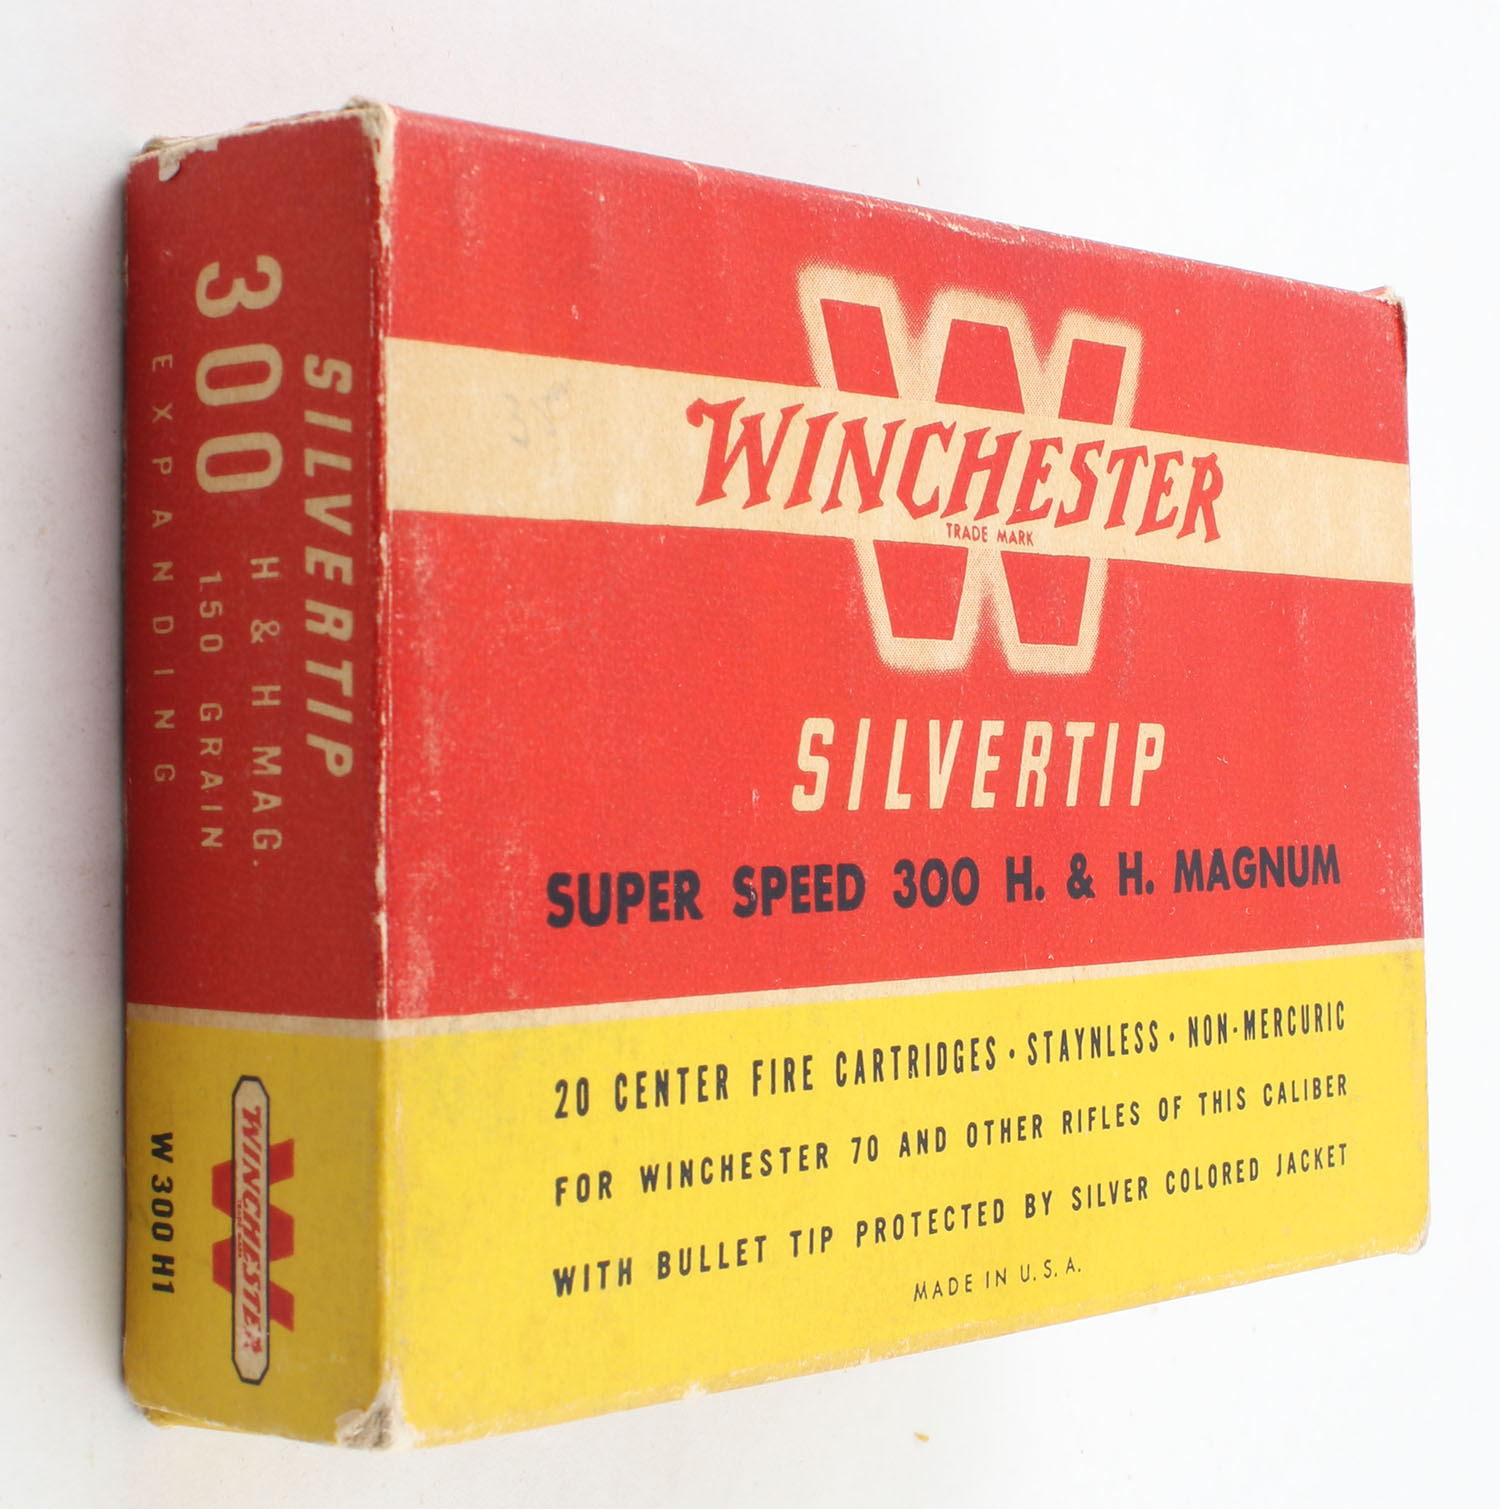 WINCHESTER
TRADE MARK
SILVERTIP
SUPER SPEED 300 H. & H. MAGNUM
20 CENTER FIRE CARTRIDGES • STAYNLESS • NON-MERCURIC
FOR WINCHESTER 70 AND OTHER RIFLES OF THIS CALIBER
WITH BULLET TIP PROTECTED BY SILVER COLORED JACKET
MADE IN U.S.A.
SILVERTIP
300 H & H MAG.
150 GRAIN
EXPANDING
WINCHESTER
W 300 H1